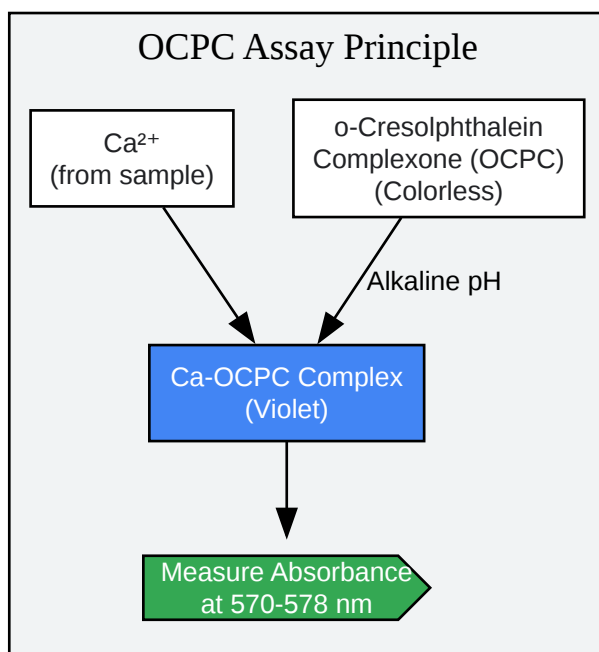 OCPC Assay Principle
Ca²⁺
(from sample)
o-Cresolphthalein
Complexone (OCPC)
(Colorless)
Alkaline pH
Ca-OCPC Complex
(Violet)
Measure Absorbance
at 570-578 nm